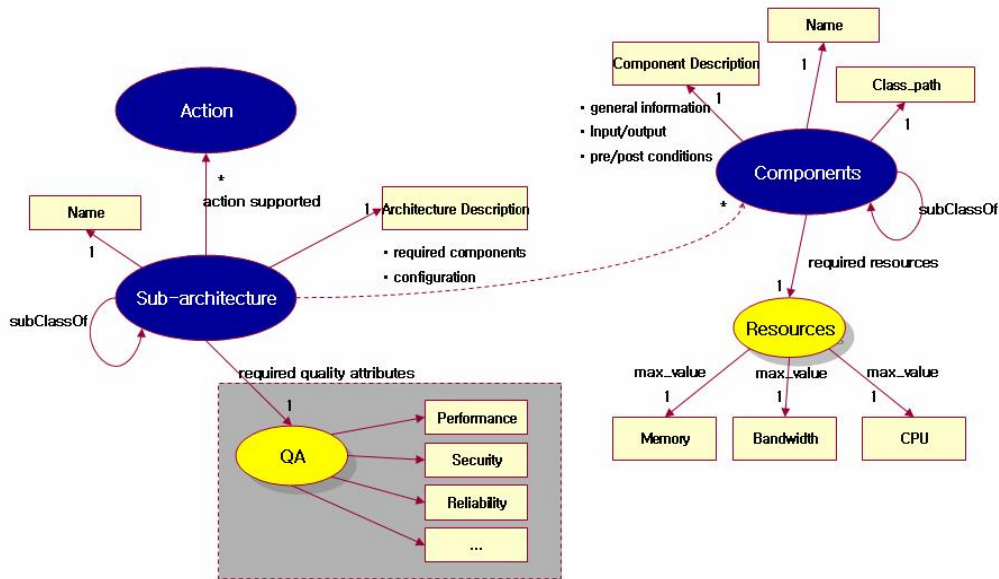 Action
*
action supported
Name
1
1
Architecture Description
• required components
• configuration
Sub-architecture
subClassOf
required quality attributes
1
QA
Performance
Security
Reliability
...
Name
1
Component Description
1
• general information
• Input/output
• pre/post conditions
Class_path
1
Components
*
subClassOf
required resources
1
Resources
max_value
max_value
max_value
1
1
1
Memory
Bandwidth
CPU